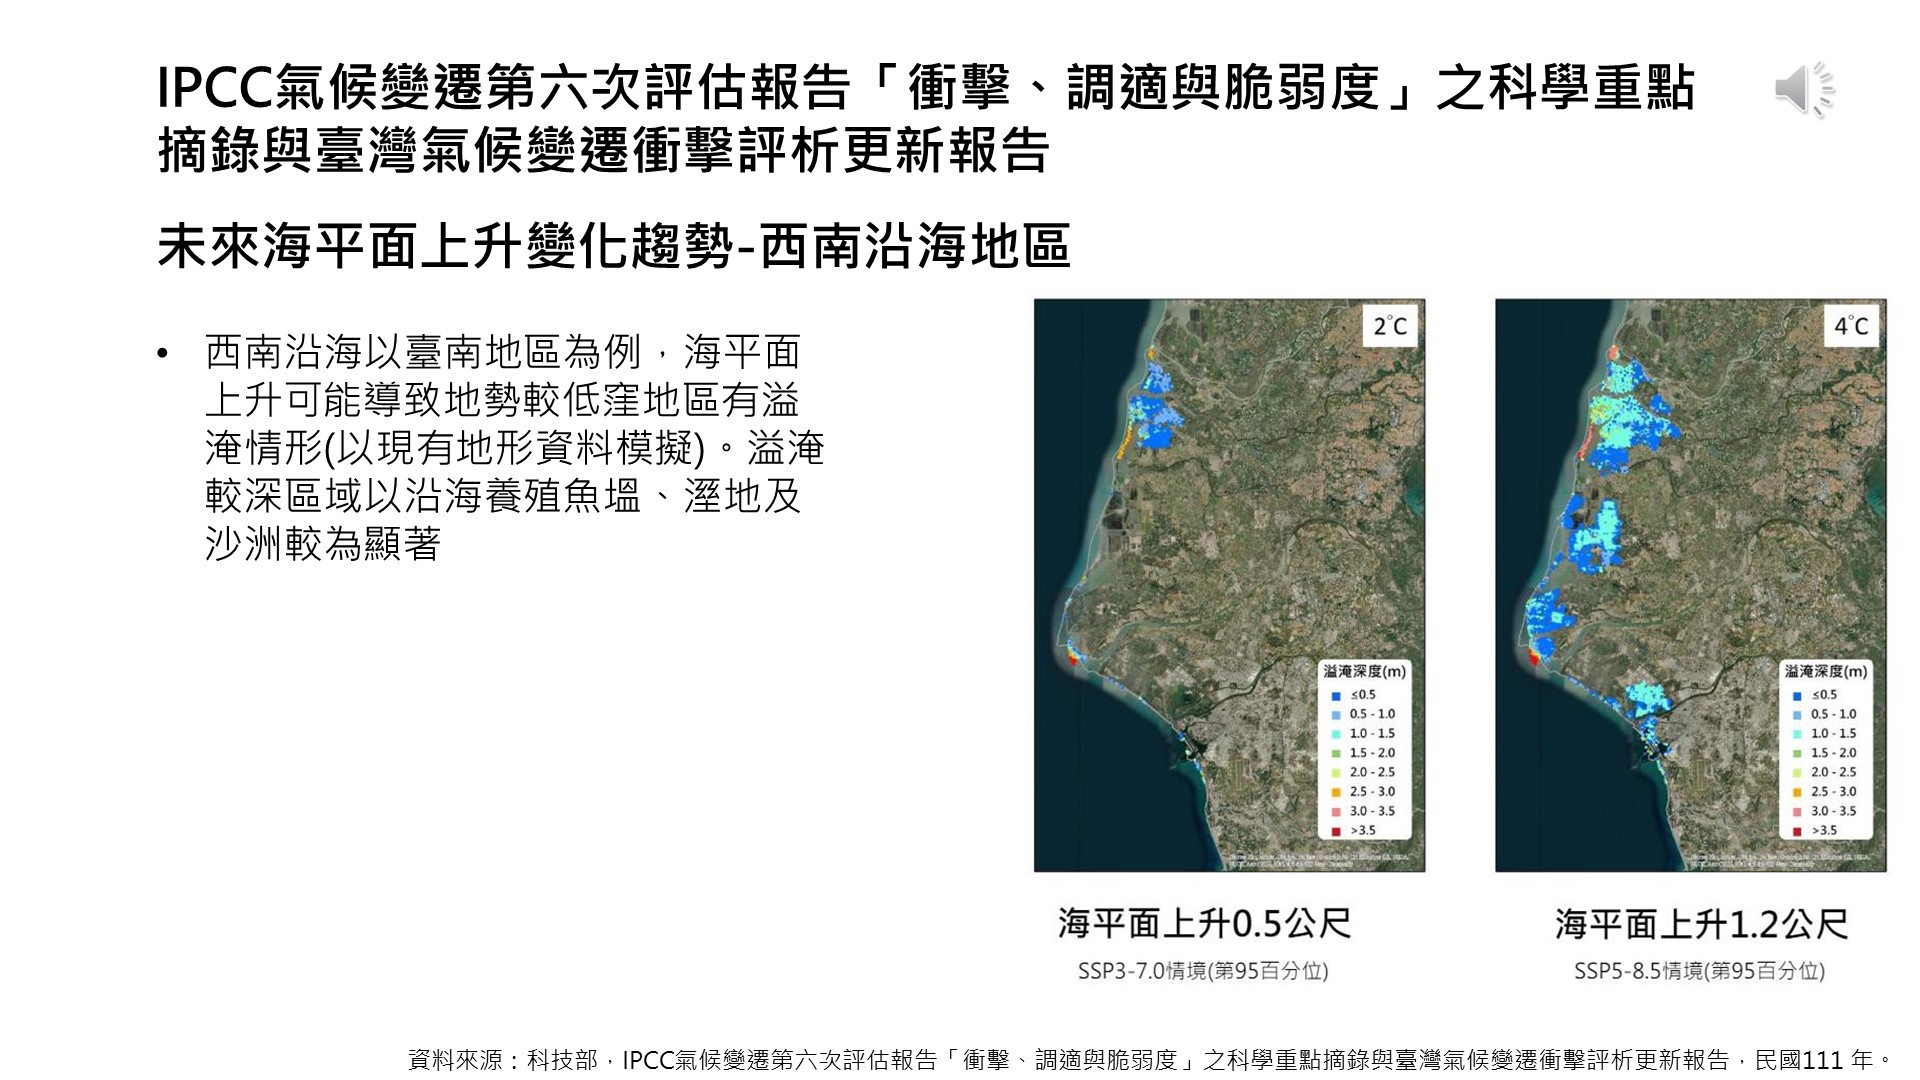 IPCC氣候變遷第六次評估報告「衝擊、調適與脆弱度」之科學重點
摘錄與臺灣氣候變遷衝擊評析更新報告
未來海平面上升變化趨勢-西南沿海地區
• 西南沿海以臺南地區為例，海平面
上升可能導致地勢較低窪地區有溢
淹情形(以現有地形資料模擬)。溢淹
較深區域以沿海養殖魚塭、溼地及
沙洲較為顯著
2°C
溢淹深度(m)
≤0.5
0.5 - 1.0
1.0 - 1.5
1.5 - 2.0
2.0 - 2.5
2.5 - 3.0
3.0 - 3.5
>3.5
海平面上升0.5公尺
SSP3-7.0情境(第95百分位)
4°C
溢淹深度(m)
≤0.5
0.5 - 1.0
1.0 - 1.5
1.5 - 2.0
2.0 - 2.5
2.5 - 3.0
3.0 - 3.5
>3.5
海平面上升1.2公尺
SSP5-8.5情境(第95百分位)
資料來源：科技部，IPCC氣候變遷第六次評估報告「衝擊、調適與脆弱度」之科學重點摘錄與臺灣氣候變遷衝擊評析更新報告，民國111 年。